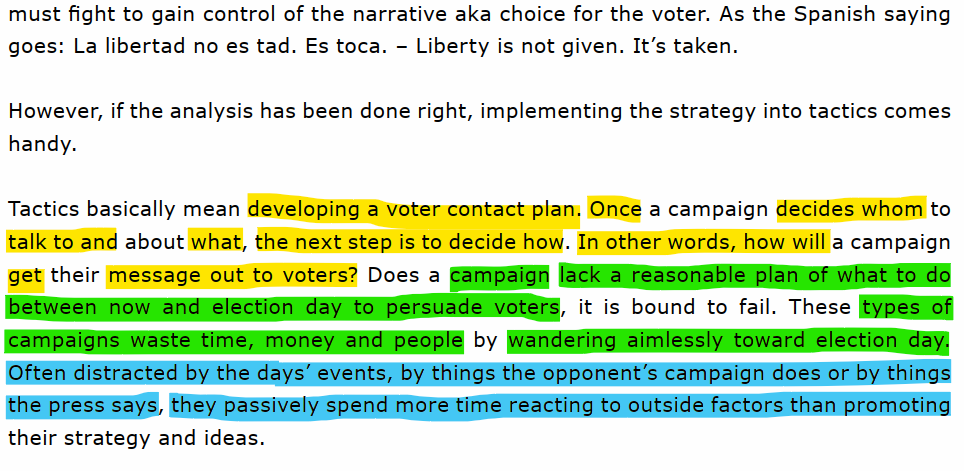 must fight to gain control of the narrative aka choice for the voter. As the Spanish saying
goes: La libertad no es tad. Es toca. – Liberty is not given. It’s taken.
However, if the analysis has been done right, implementing the strategy into tactics comes
handy.
Tactics basically mean developing a voter contact plan. Once a campaign decides whom to
talk to and about what, the next step is to decide how. In other words, how will a campaign
get their message out to voters? Does a campaign lack a reasonable plan of what to do
between now and election day to persuade voters, it is bound to fail. These types of
campaigns waste time, money and people by wandering aimlessly toward election day.
Often distracted by the days’ events, by things the opponent’s campaign does or by things
the press says, they passively spend more time reacting to outside factors than promoting
their strategy and ideas.